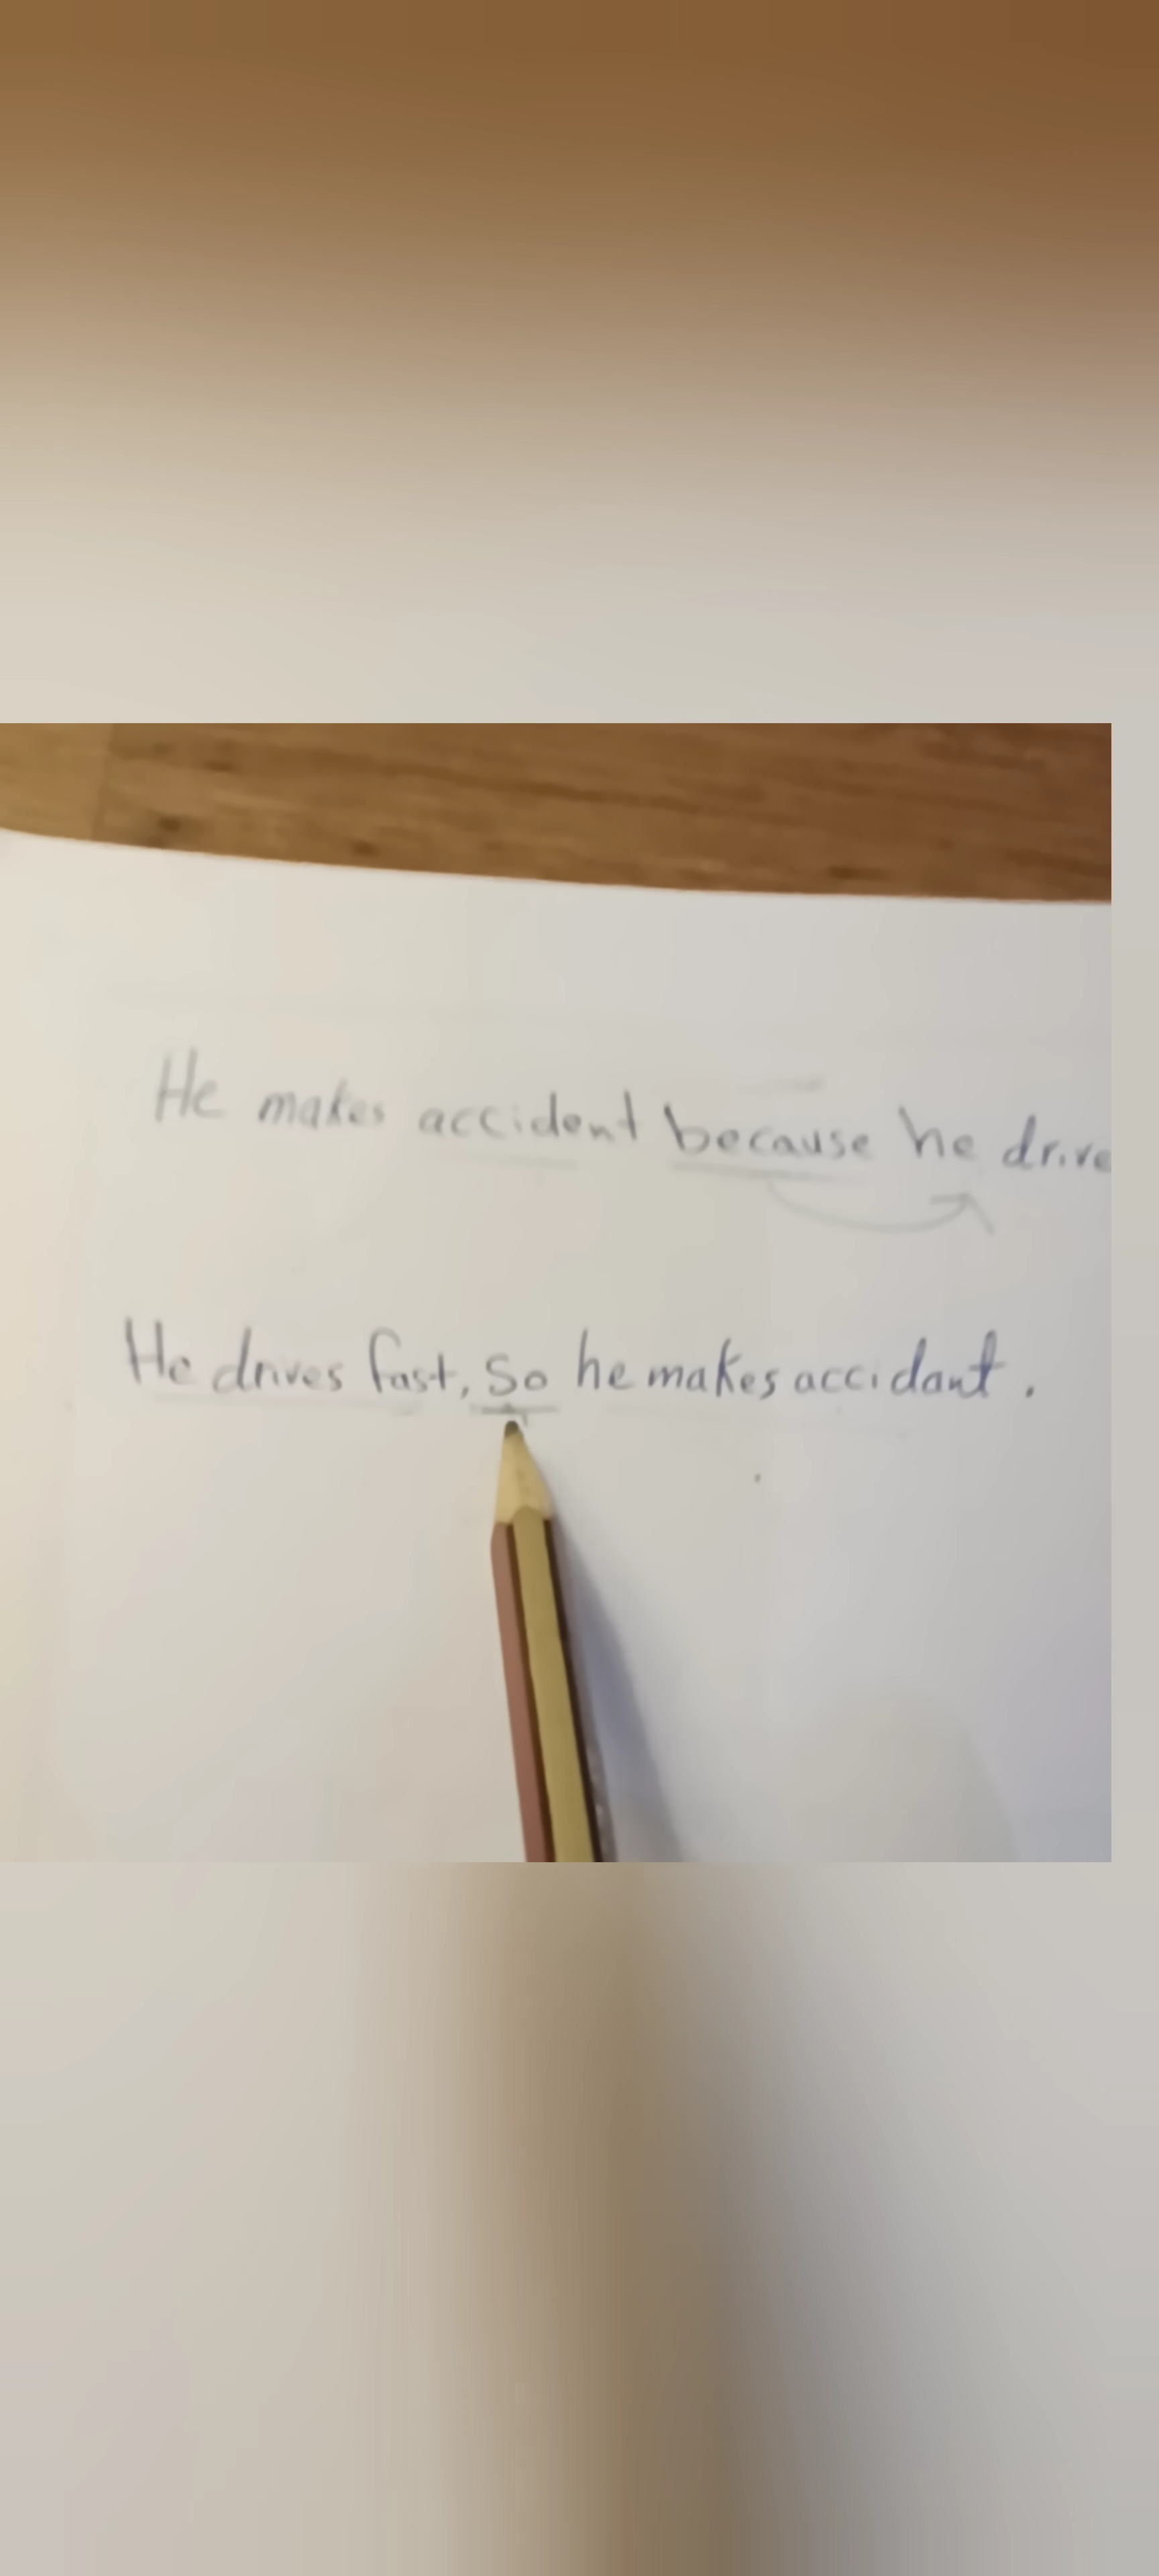 He makes accident because he drive
He drives fast, So he makes accidant.